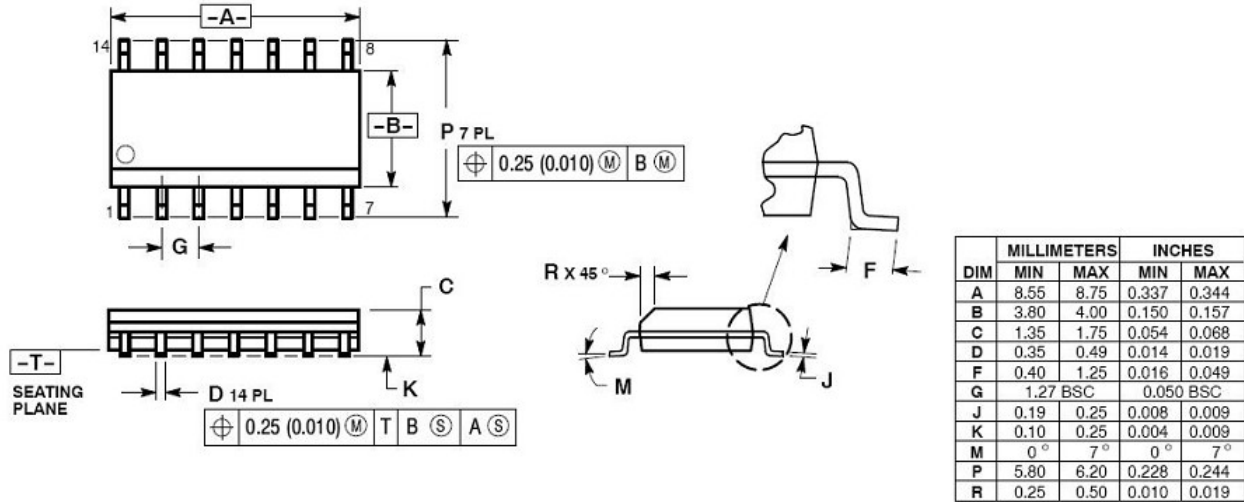 -A-
14
8
-B-
P 7 PL
⌖ 0.25 (0.010) Ⓜ B Ⓜ
1
7
G
F
R X 45°
C
-T-
SEATING
PLANE
D 14 PL
K
M
J
⌖ 0.25 (0.010) Ⓜ T B Ⓢ A Ⓢ
MILLIMETERS INCHES
DIM MIN MAX MIN MAX
A 8.55 8.75 0.337 0.344
B 3.80 4.00 0.150 0.157
C 1.35 1.75 0.054 0.068
D 0.35 0.49 0.014 0.019
F 0.40 1.25 0.016 0.049
G 1.27 BSC 0.050 BSC
J 0.19 0.25 0.008 0.009
K 0.10 0.25 0.004 0.009
M 0° 7° 0° 7°
P 5.80 6.20 0.228 0.244
R 0.25 0.50 0.010 0.019